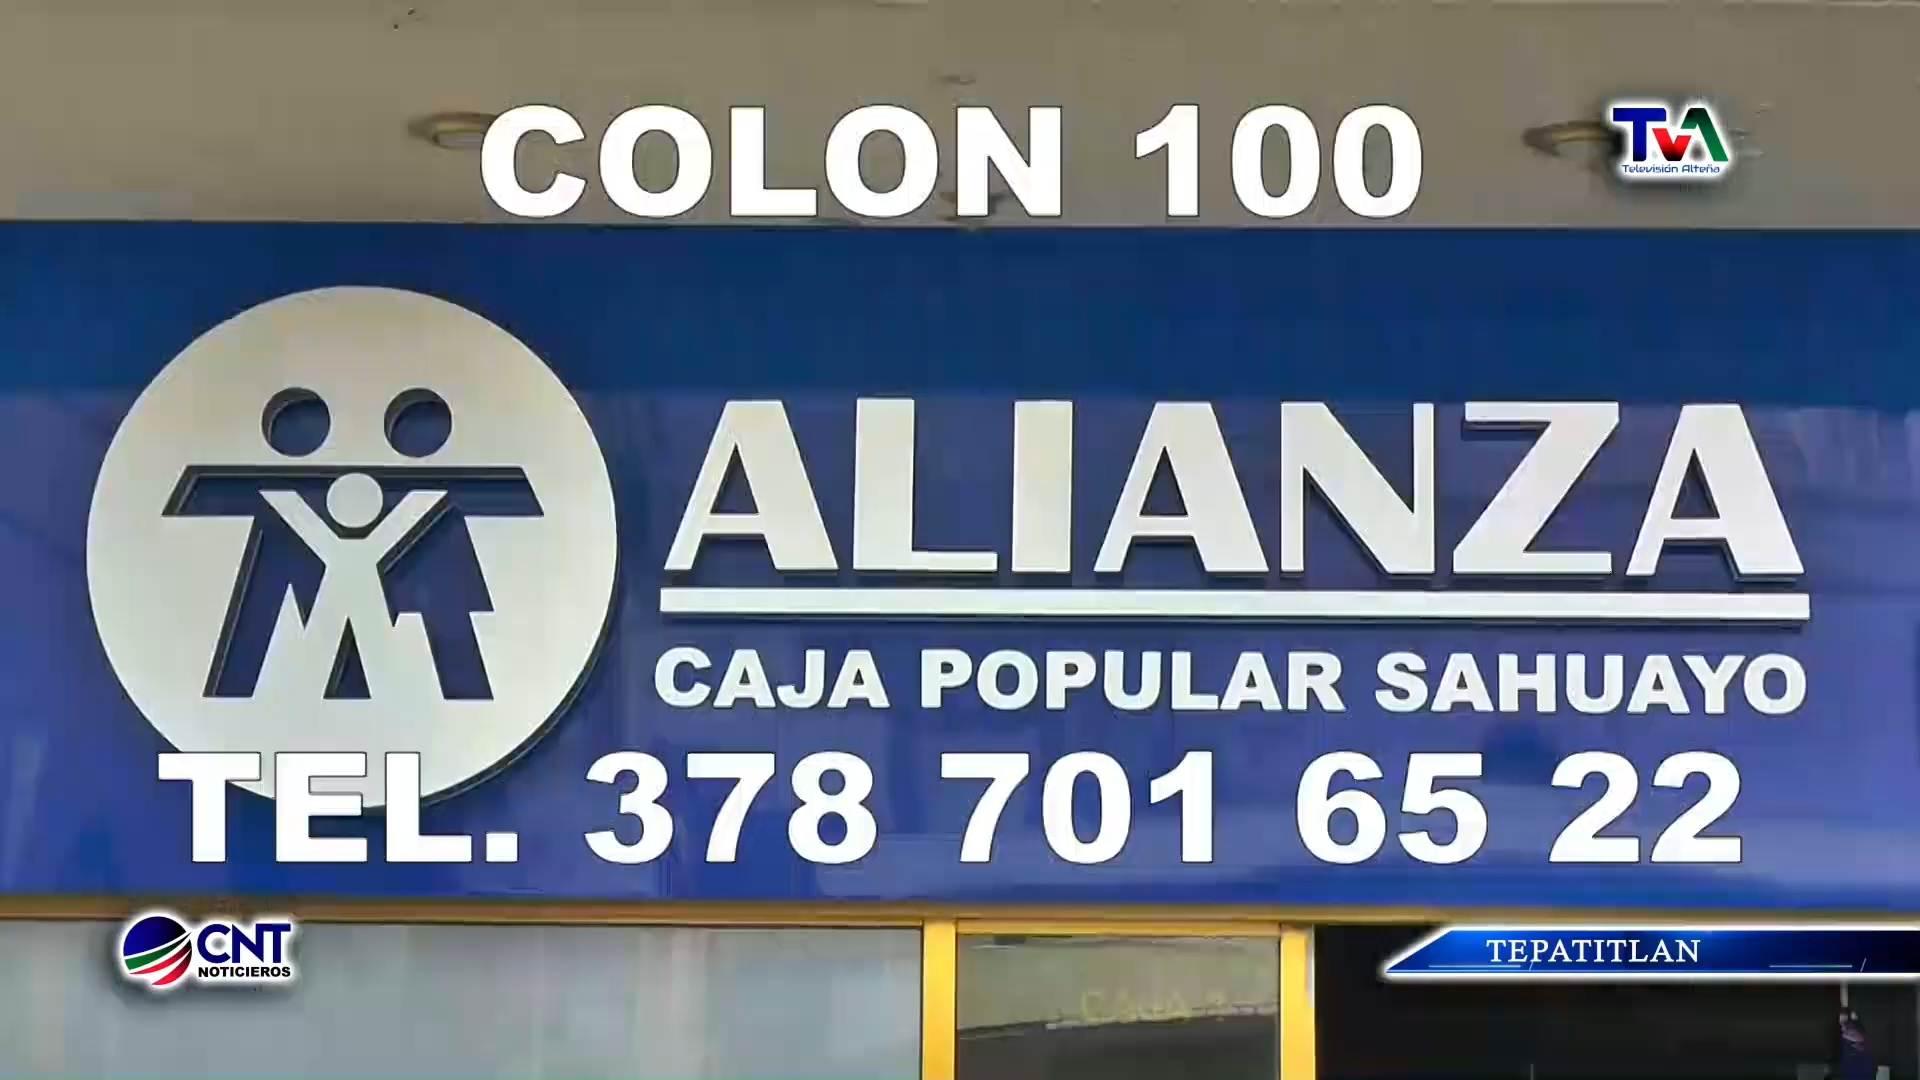 COLON 100
TvA
Televisión Alteña
ALIANZA
CAJA POPULAR SAHUAYO
TEL. 378 701 65 22
CNT
NOTICIEROS
TEPATITLAN